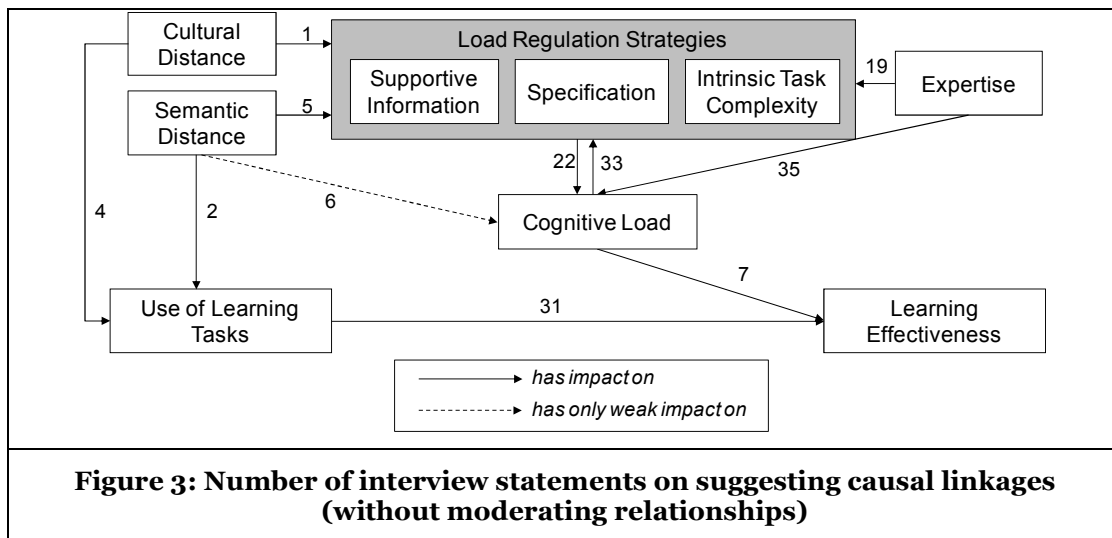 Cultural
Distance
1
Load Regulation Strategies
Supportive
Information
Specification
Intrinsic Task
Complexity
19
Expertise
Semantic
Distance
5
22
33
35
4
2
6
Cognitive Load
7
Use of Learning
Tasks
31
Learning
Effectiveness
has impact on
has only weak impact on
Figure 3: Number of interview statements on suggesting causal linkages
(without moderating relationships)